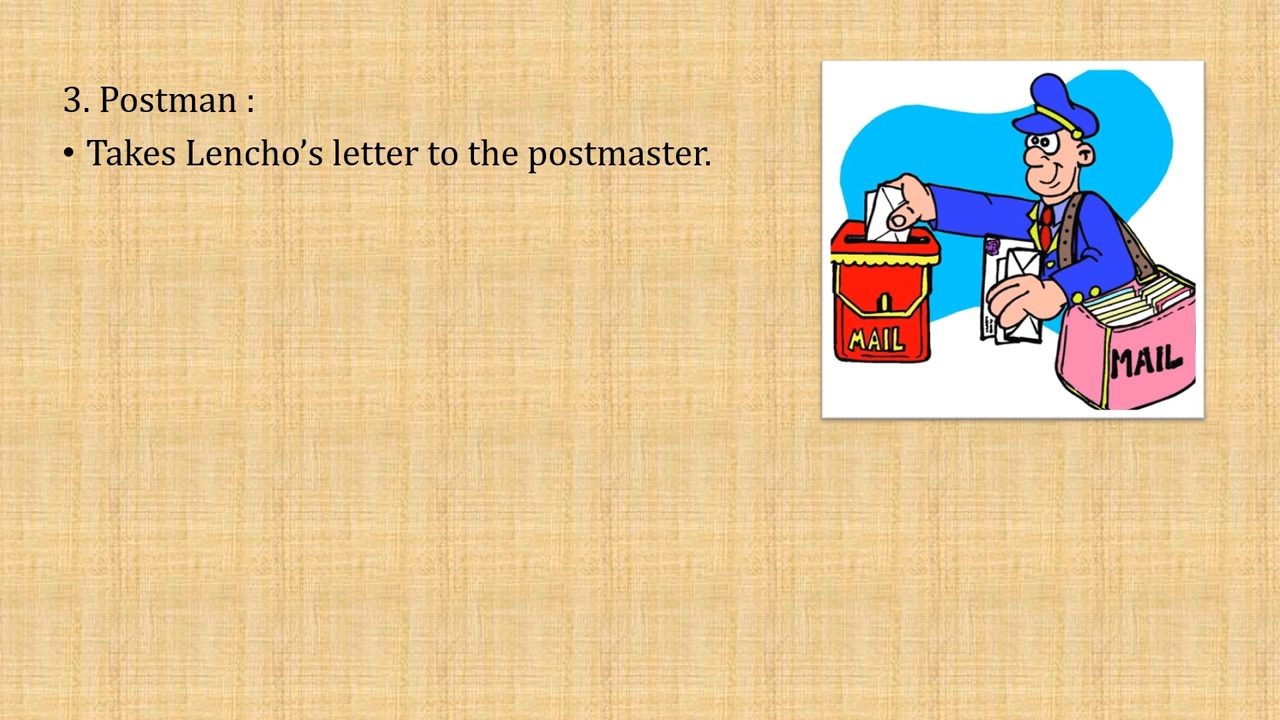 3. Postman :
• Takes Lencho’s letter to the postmaster.
MAIL
MAIL